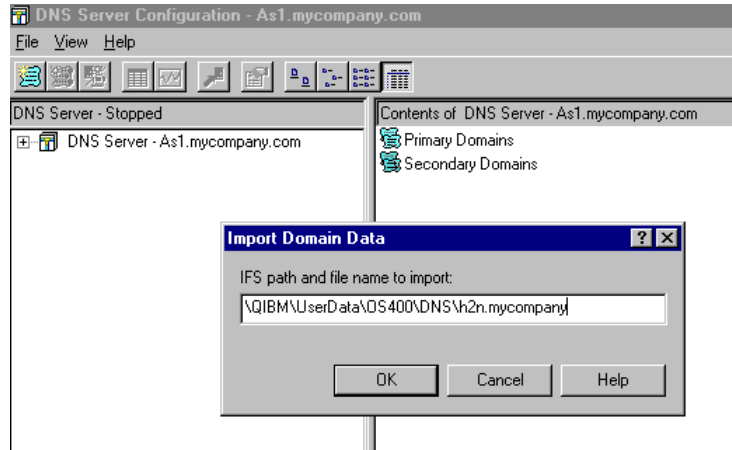 DNS Server Configuration - As1.mycompany.com
File View Help
DNS Server - Stopped
Contents of DNS Server - As1.mycompany.com
DNS Server - As1.mycompany.com
Primary Domains
Secondary Domains
Import Domain Data
IFS path and file name to import:
\QIBM\UserData\OS400\DNS\h2n.mycompany
OK Cancel Help